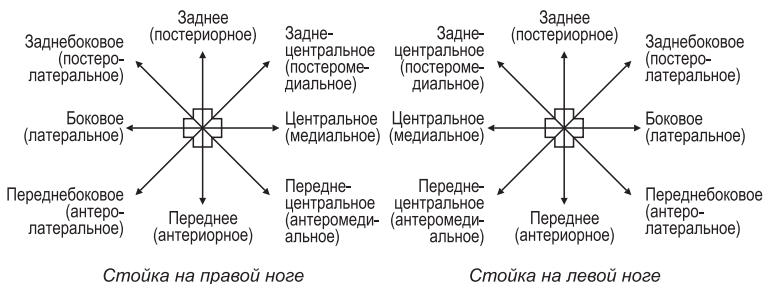 Заднее
(постериорное)
Заднебоковое
(постеро-
латеральное)
Задне-
центральное
(постероме-
диальное)
Боковое
(латеральное)
Центральное
(медиальное)
Переднебоковое
(антеро-
латеральное)
Переднее
(антериорное)
Передне-
центральное
(антеромеди-
альное)
Стойка на правой ноге
Заднее
(постериорное)
Задне-
центральное
(постероме-
диальное)
Заднебоковое
(постеро-
латеральное)
Центральное
(медиальное)
Боковое
(латеральное)
Передне-
центральное
(антеромеди-
альное)
Переднее
(антериорное)
Переднебоковое
(антеро-
латеральное)
Стойка на левой ноге